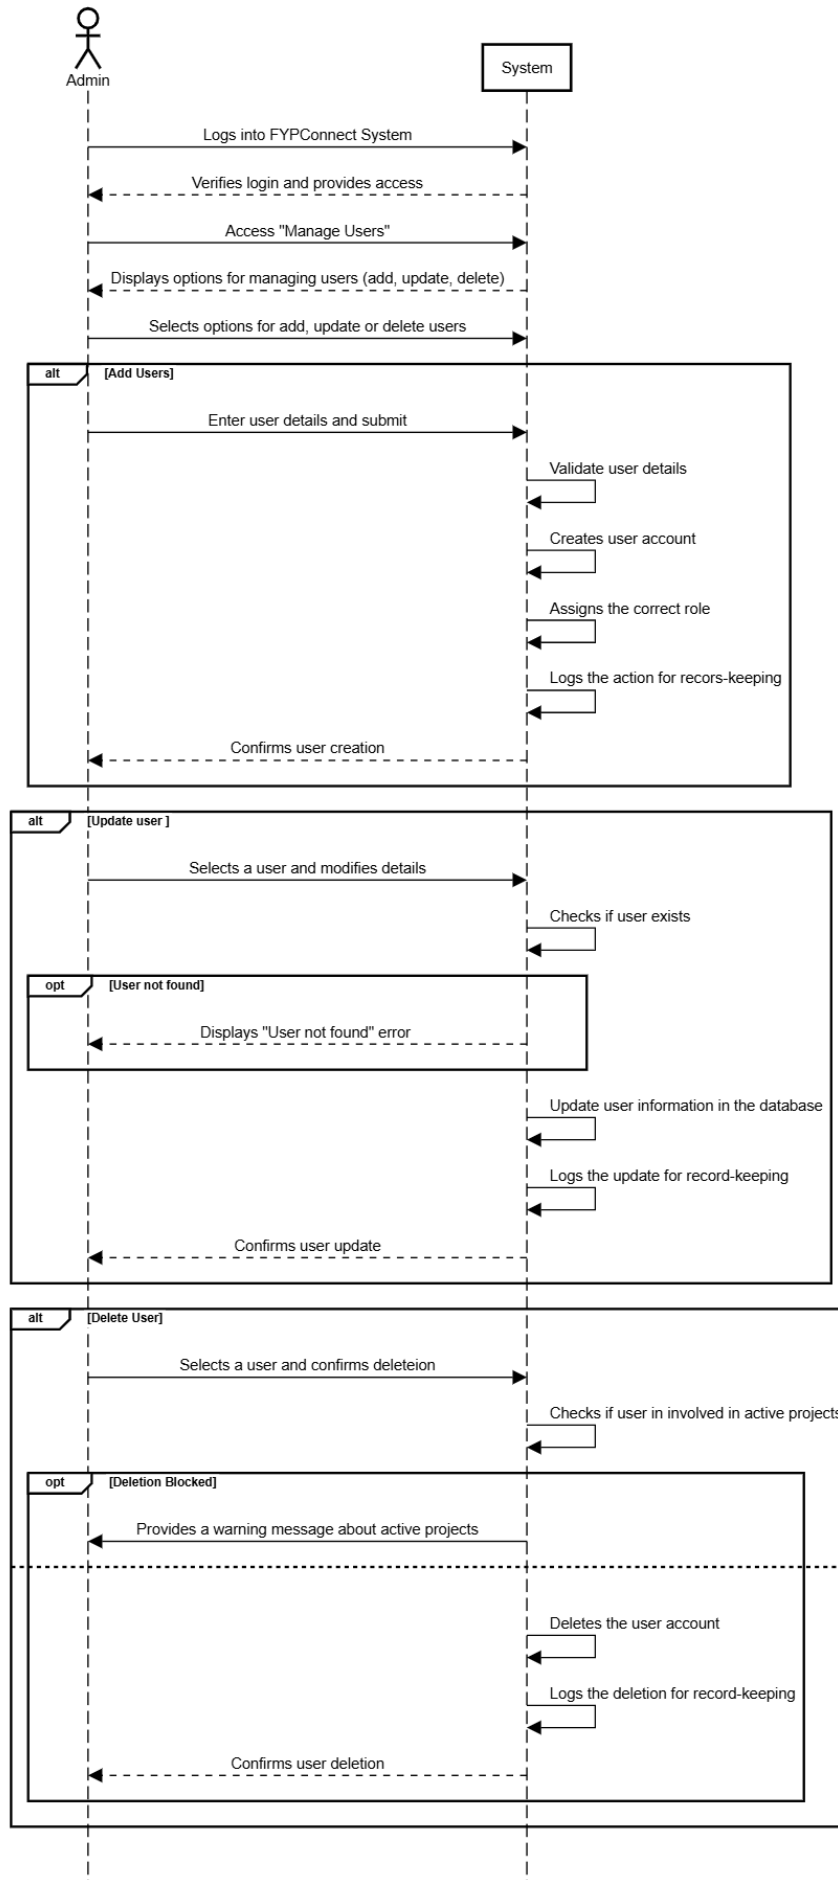 Admin
System
Logs into FYPConnect System
Verifies login and provides access
Access "Manage Users"
Displays options for managing users (add, update, delete)
Selects options for add, update or delete users
alt [Add Users]
Enter user details and submit
Validate user details
Creates user account
Assigns the correct role
Logs the action for recors-keeping
Confirms user creation
alt [Update user ]
Selects a user and modifies details
Checks if user exists
opt [User not found]
Displays "User not found" error
Update user information in the database
Logs the update for record-keeping
Confirms user update
alt [Delete User]
Selects a user and confirms deleteion
Checks if user in involved in active projects
opt [Deletion Blocked]
Provides a warning message about active projects
Deletes the user account
Logs the deletion for record-keeping
Confirms user deletion